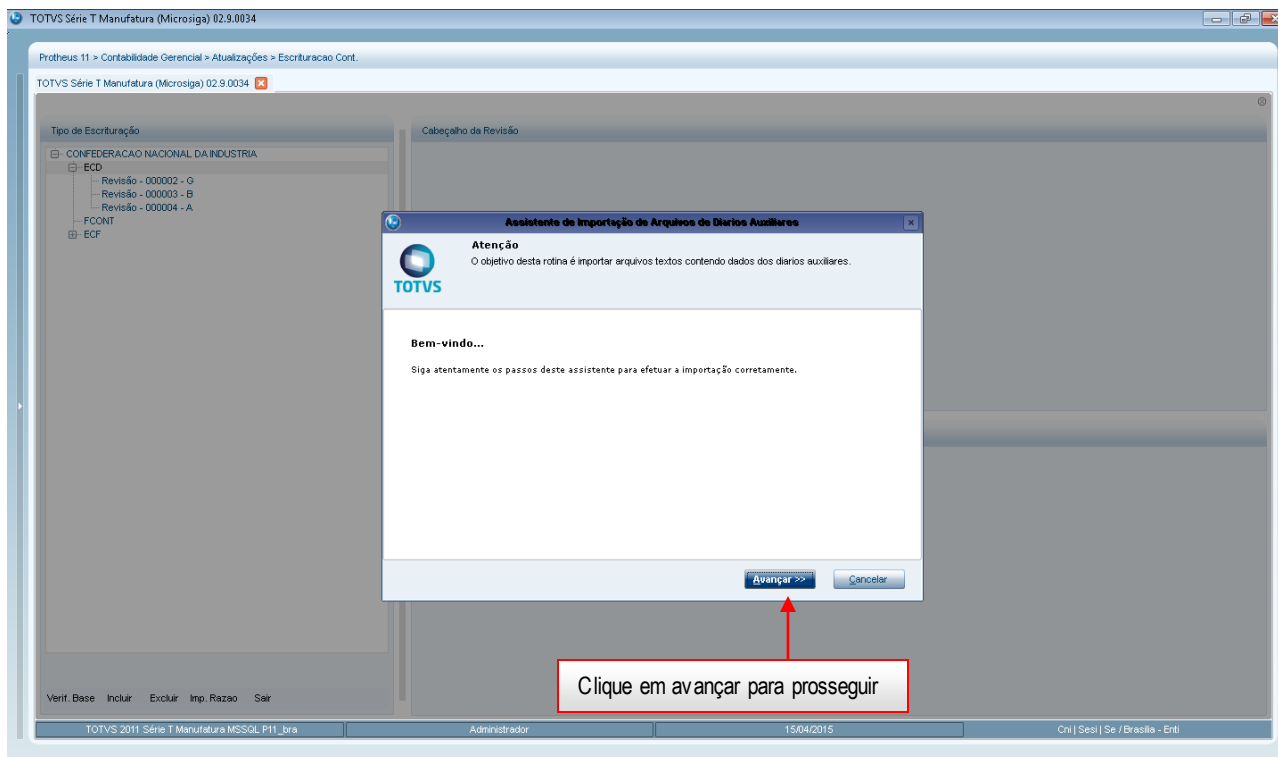 TOTVS Série T Manufatura (Microsiga) 02.9.0034
Protheus 11 > Contabilidade Gerencial > Atualizações > Escrituracao Cont.
TOTVS Série T Manufatura (Microsiga) 02.9.0034
Tipo de Escrituração
Cabeçalho da Revisão
CONFEDERACAO NACIONAL DA INDUSTRIA
ECD
Revisão - 000002 - G
Revisão - 000003 - B
Revisão - 000004 - A
FCONT
ECF
Assistente de Importação de Arquivos de Diarios Auxiliares
Atenção
O objetivo desta rotina é importar arquivos textos contendo dados dos diarios auxiliares.
TOTVS
Bem-vindo...
Siga atentamente os passos deste assistente para efetuar a importação corretamente.
Avançar >> Cancelar
Clique em avançar para prosseguir
Verif. Base Incluir Excluir Imp. Razao Sair
TOTVS 2011 Série T Manufatura MSSQL P11_bra Administrador 15/04/2015 Cni | Sesi | Se / Brasilia - Enti